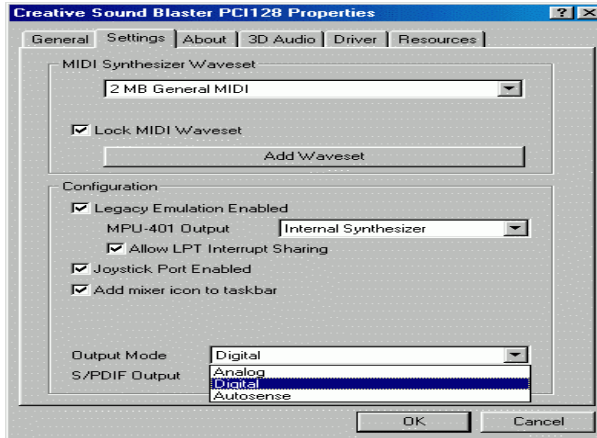 Creative Sound Blaster PCI128 Properties
General Settings About 3D Audio Driver Resources
MIDI Synthesizer Waveset
2 MB General MIDI
Lock MIDI Waveset
Add Waveset
Configuration
Legacy Emulation Enabled
MPU-401 Output Internal Synthesizer
Allow LPT Interrupt Sharing
Joystick Port Enabled
Add mixer icon to taskbar
Output Mode Digital
Analog
S/PDIF Output Digital
Autosense
OK Cancel